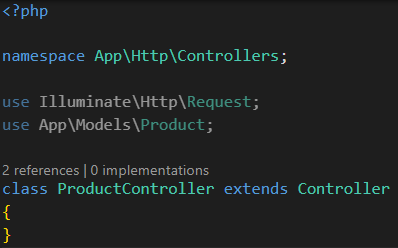 <?php
namespace App\Http\Controllers;
use Illuminate\Http\Request;
use App\Models\Product;
2 references | 0 implementations
class ProductController extends Controller
{
}